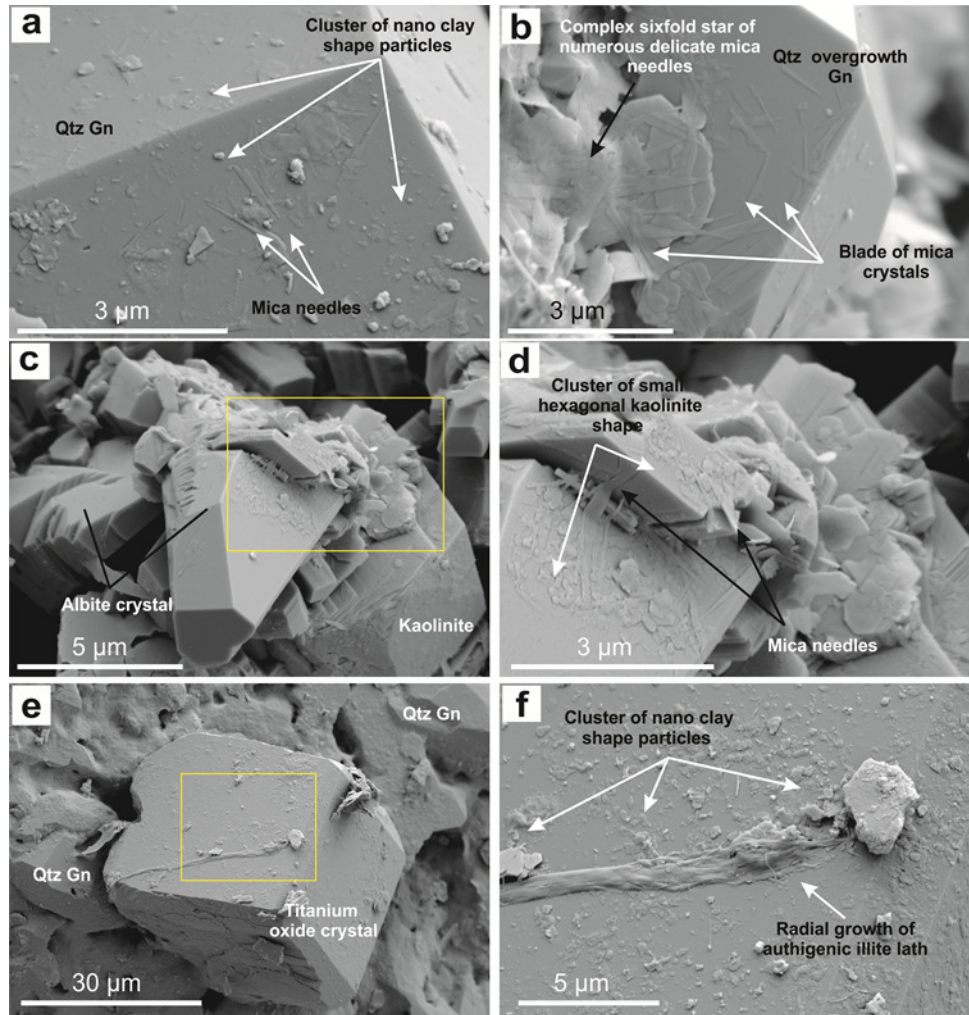 a
Cluster of nano clay
shape particles
Qtz Gn
Mica needles
3 µm
b
Complex sixfold star of
numerous delicate mica
needles
Qtz overgrowth
Gn
Blade of mica
crystals
3 µm
c
Albite crystal
Kaolinite
5 µm
d
Cluster of small
hexagonal kaolinite
shape
Mica needles
3 µm
e
Qtz Gn
Qtz Gn
Titanium
oxide crystal
30 µm
f
Cluster of nano clay
shape particles
Radial growth of
authigenic illite lath
5 µm